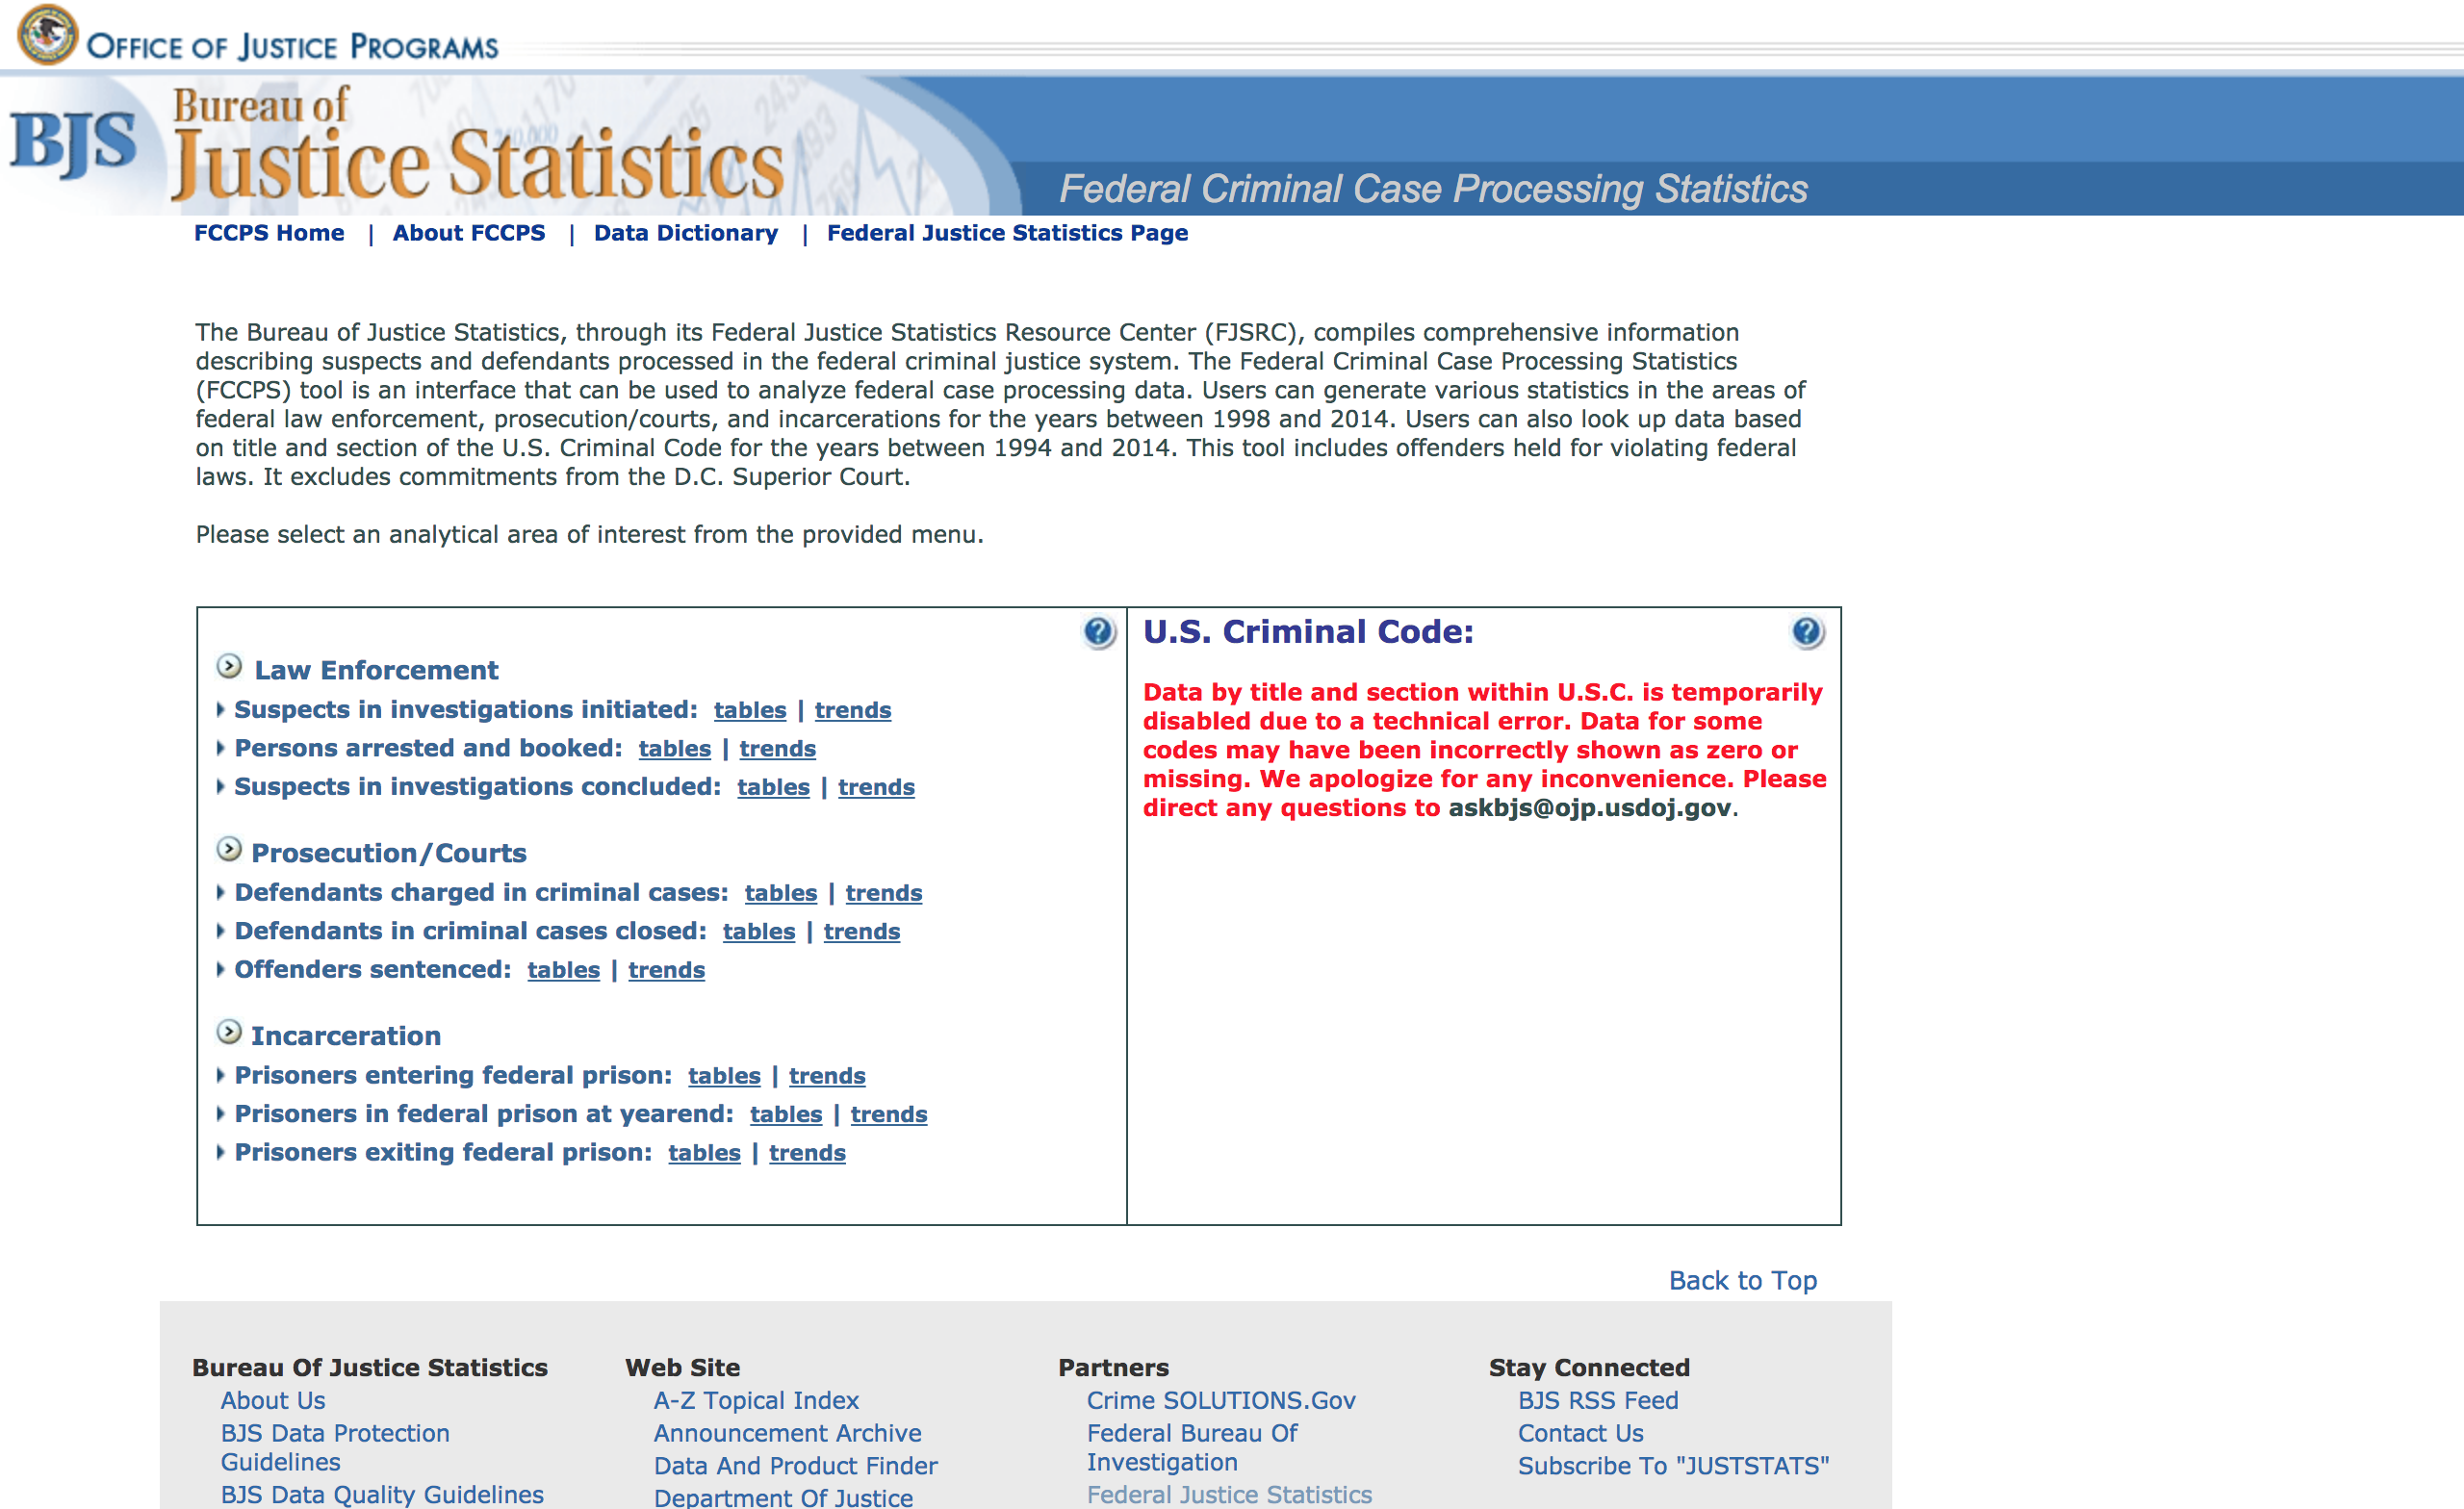 OFFICE OF JUSTICE PROGRAMS
BJS
Bureau of
Justice Statistics
Federal Criminal Case Processing Statistics
FCCPS Home | About FCCPS | Data Dictionary | Federal Justice Statistics Page
The Bureau of Justice Statistics, through its Federal Justice Statistics Resource Center (FJSRC), compiles comprehensive information
describing suspects and defendants processed in the federal criminal justice system. The Federal Criminal Case Processing Statistics
(FCCPS) tool is an interface that can be used to analyze federal case processing data. Users can generate various statistics in the areas of
federal law enforcement, prosecution/courts, and incarcerations for the years between 1998 and 2014. Users can also look up data based
on title and section of the U.S. Criminal Code for the years between 1994 and 2014. This tool includes offenders held for violating federal
laws. It excludes commitments from the D.C. Superior Court.
Please select an analytical area of interest from the provided menu.
Law Enforcement
Suspects in investigations initiated: tables | trends
Persons arrested and booked: tables | trends
Suspects in investigations concluded: tables | trends
Prosecution/Courts
Defendants charged in criminal cases: tables | trends
Defendants in criminal cases closed: tables | trends
Offenders sentenced: tables | trends
Incarceration
Prisoners entering federal prison: tables | trends
Prisoners in federal prison at yearend: tables | trends
Prisoners exiting federal prison: tables | trends
U.S. Criminal Code:
Data by title and section within U.S.C. is temporarily
disabled due to a technical error. Data for some
codes may have been incorrectly shown as zero or
missing. We apologize for any inconvenience. Please
direct any questions to askbjs@ojp.usdoj.gov.
Back to Top
Bureau Of Justice Statistics
About Us
BJS Data Protection
Guidelines
BJS Data Quality Guidelines
Web Site
A-Z Topical Index
Announcement Archive
Data And Product Finder
Department Of Justice
Partners
Crime SOLUTIONS.Gov
Federal Bureau Of
Investigation
Federal Justice Statistics
Stay Connected
BJS RSS Feed
Contact Us
Subscribe To "JUSTSTATS"